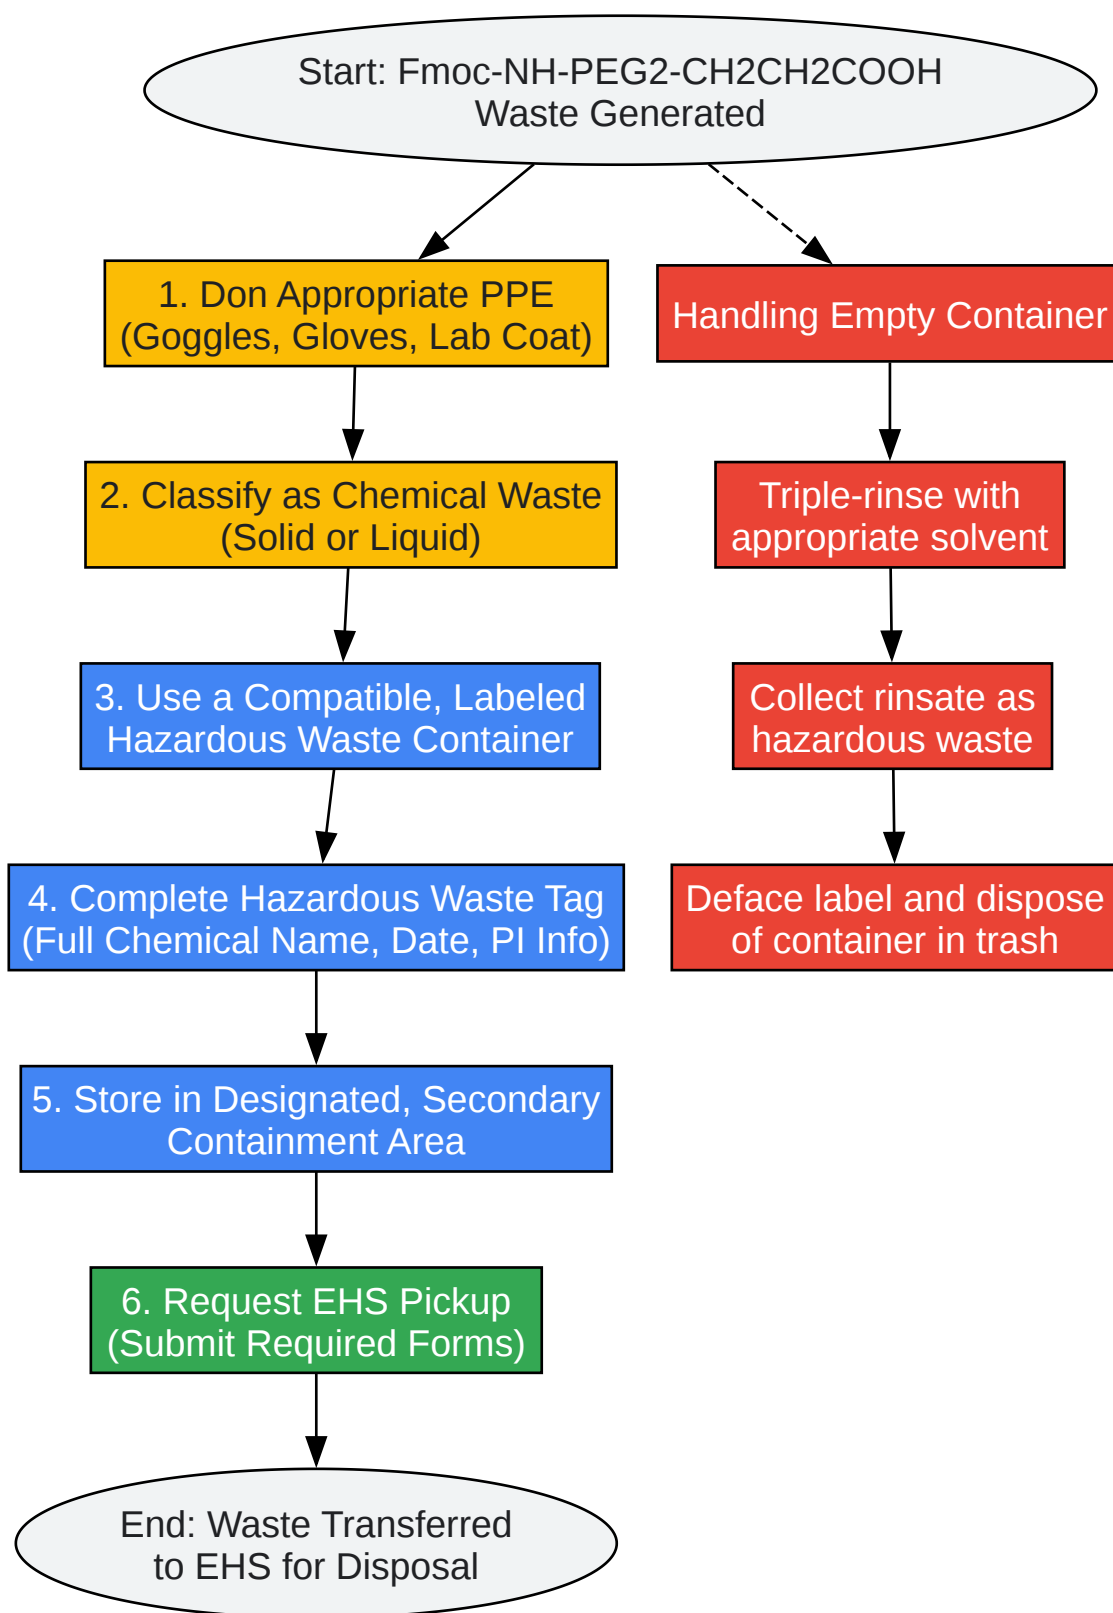 Start: Fmoc-NH-PEG2-CH2CH2COOH
Waste Generated
1. Don Appropriate PPE
(Goggles, Gloves, Lab Coat)
2. Classify as Chemical Waste
(Solid or Liquid)
3. Use a Compatible, Labeled
Hazardous Waste Container
4. Complete Hazardous Waste Tag
(Full Chemical Name, Date, PI Info)
5. Store in Designated, Secondary
Containment Area
6. Request EHS Pickup
(Submit Required Forms)
End: Waste Transferred
to EHS for Disposal
Handling Empty Container
Triple-rinse with
appropriate solvent
Collect rinsate as
hazardous waste
Deface label and dispose
of container in trash